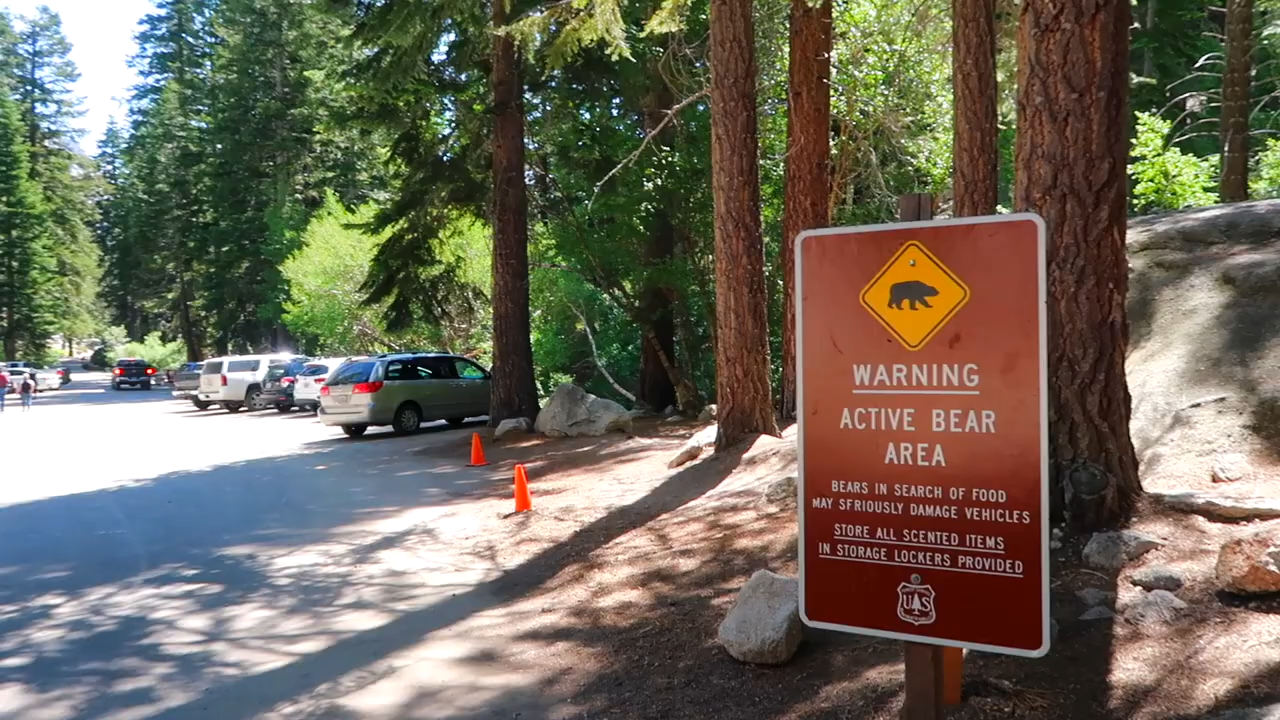 WARNING
ACTIVE BEAR
AREA
BEARS IN SEARCH OF FOOD
MAY SFRIOUSLY DAMAGE VEHICLES
STORE ALL SCENTED ITEMS
IN STORAGE LOCKERS PROVIDED
U S